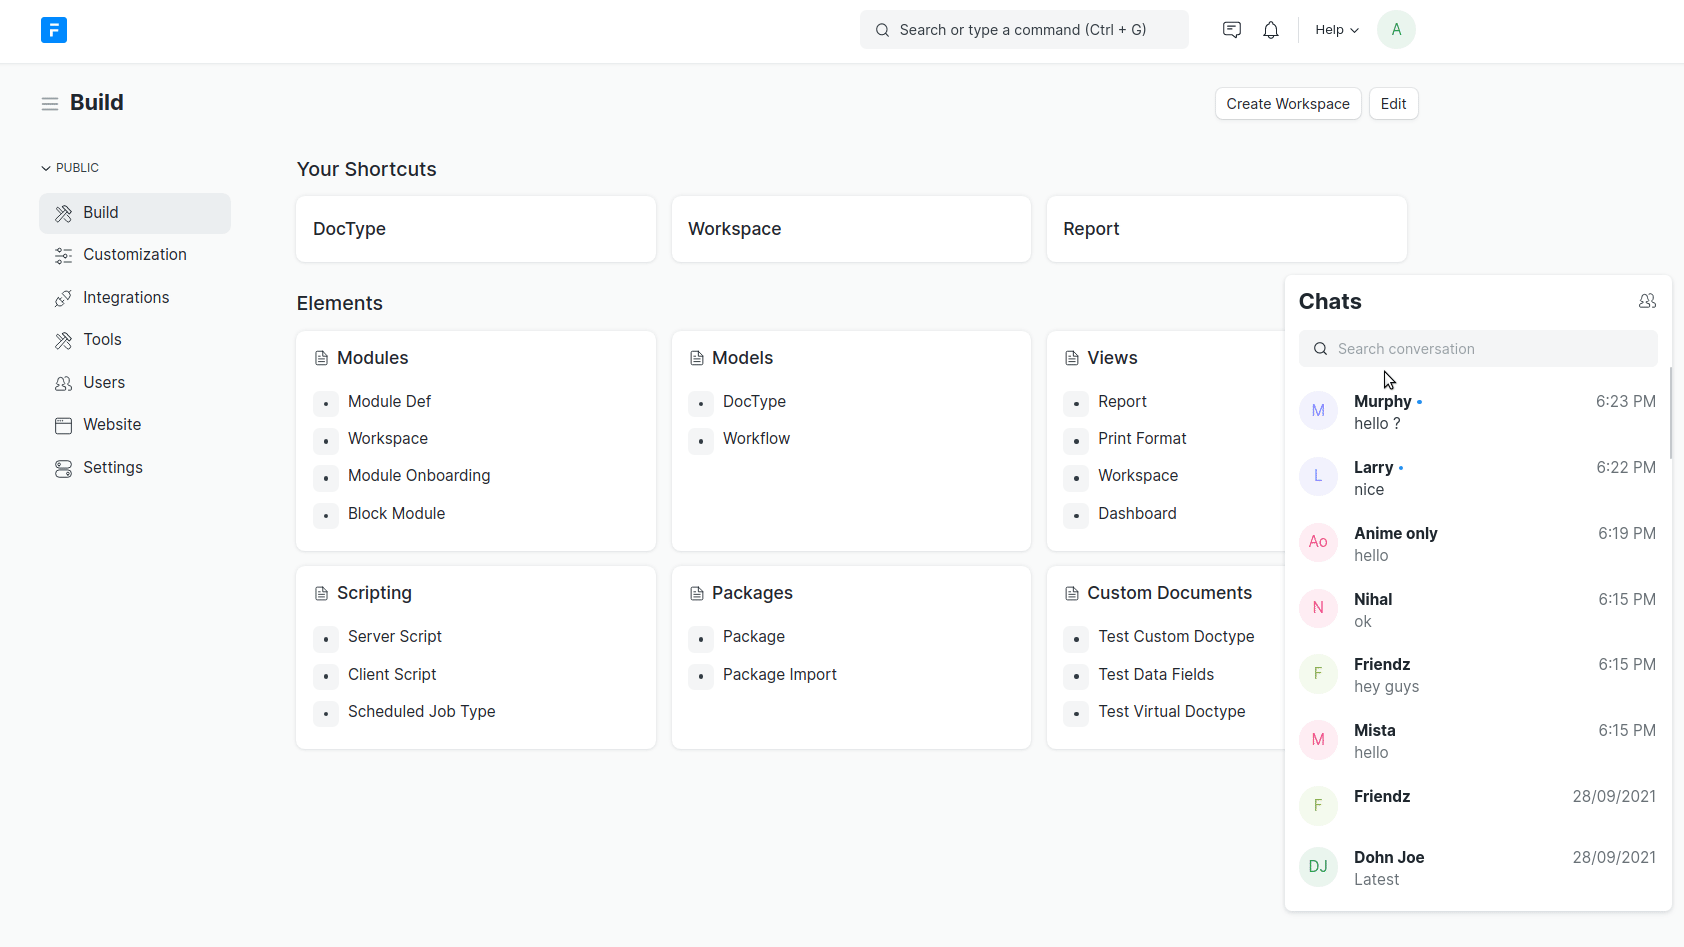 F
Search or type a command (Ctrl + G)
Help
A
Build
Create Workspace
Edit
PUBLIC
Build
Customization
Integrations
Tools
Users
Website
Settings
Your Shortcuts
DocType
Workspace
Report
Elements
Modules
Module Def
Workspace
Module Onboarding
Block Module
Models
DocType
Workflow
Views
Report
Print Format
Workspace
Dashboard
Scripting
Server Script
Client Script
Scheduled Job Type
Packages
Package
Package Import
Custom Documents
Test Custom Doctype
Test Data Fields
Test Virtual Doctype
Chats
Search conversation
M
Murphy
6:23 PM
hello ?
L
Larry
6:22 PM
nice
Ao
Anime only
6:19 PM
hello
N
Nihal
6:15 PM
ok
F
Friendz
6:15 PM
hey guys
M
Mista
6:15 PM
hello
F
Friendz
28/09/2021
DJ
Dohn Joe
28/09/2021
Latest